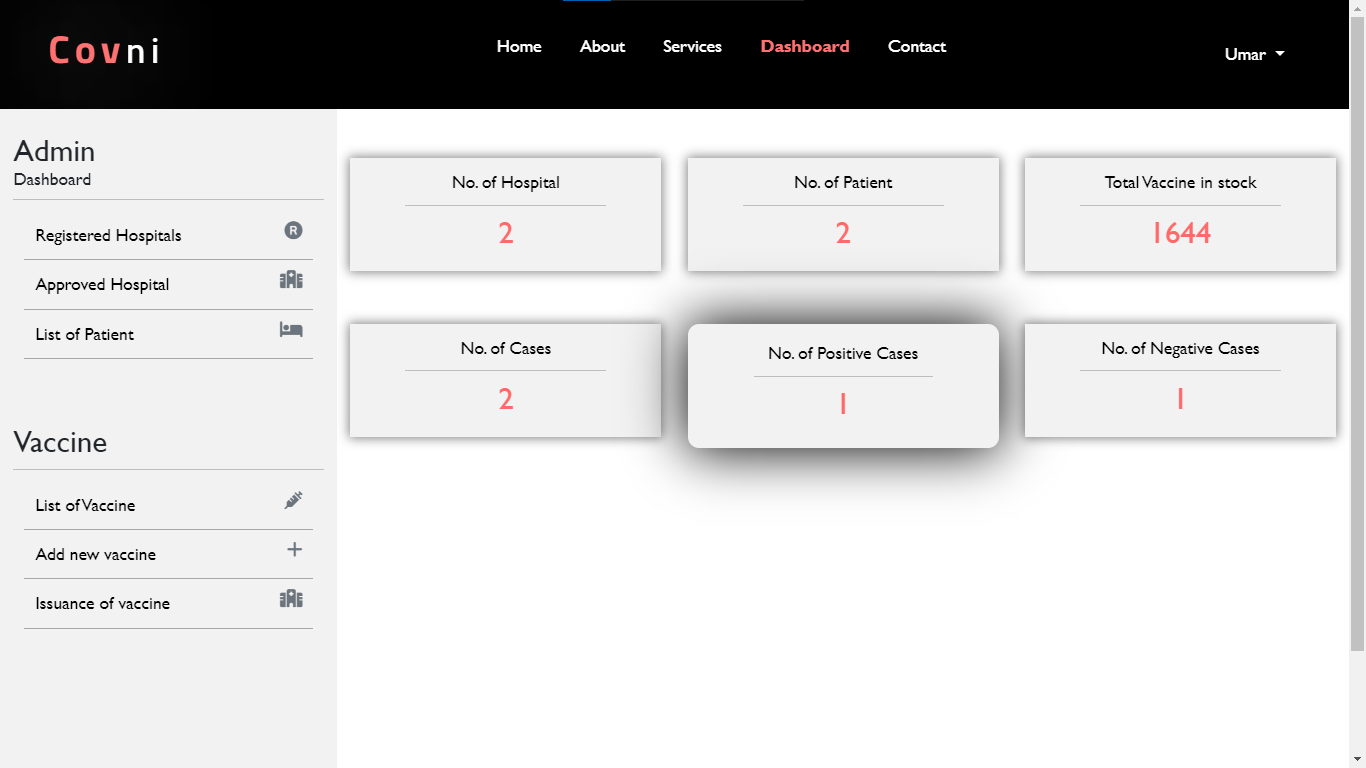 Covni
Home
About
Services
Dashboard
Contact
Umar
Admin
Dashboard
Registered Hospitals
R
Approved Hospital
List of Patient
Vaccine
List of Vaccine
Add new vaccine
Issuance of vaccine
No. of Hospital
2
No. of Patient
2
Total Vaccine in stock
1644
No. of Cases
2
No. of Positive Cases
1
No. of Negative Cases
1